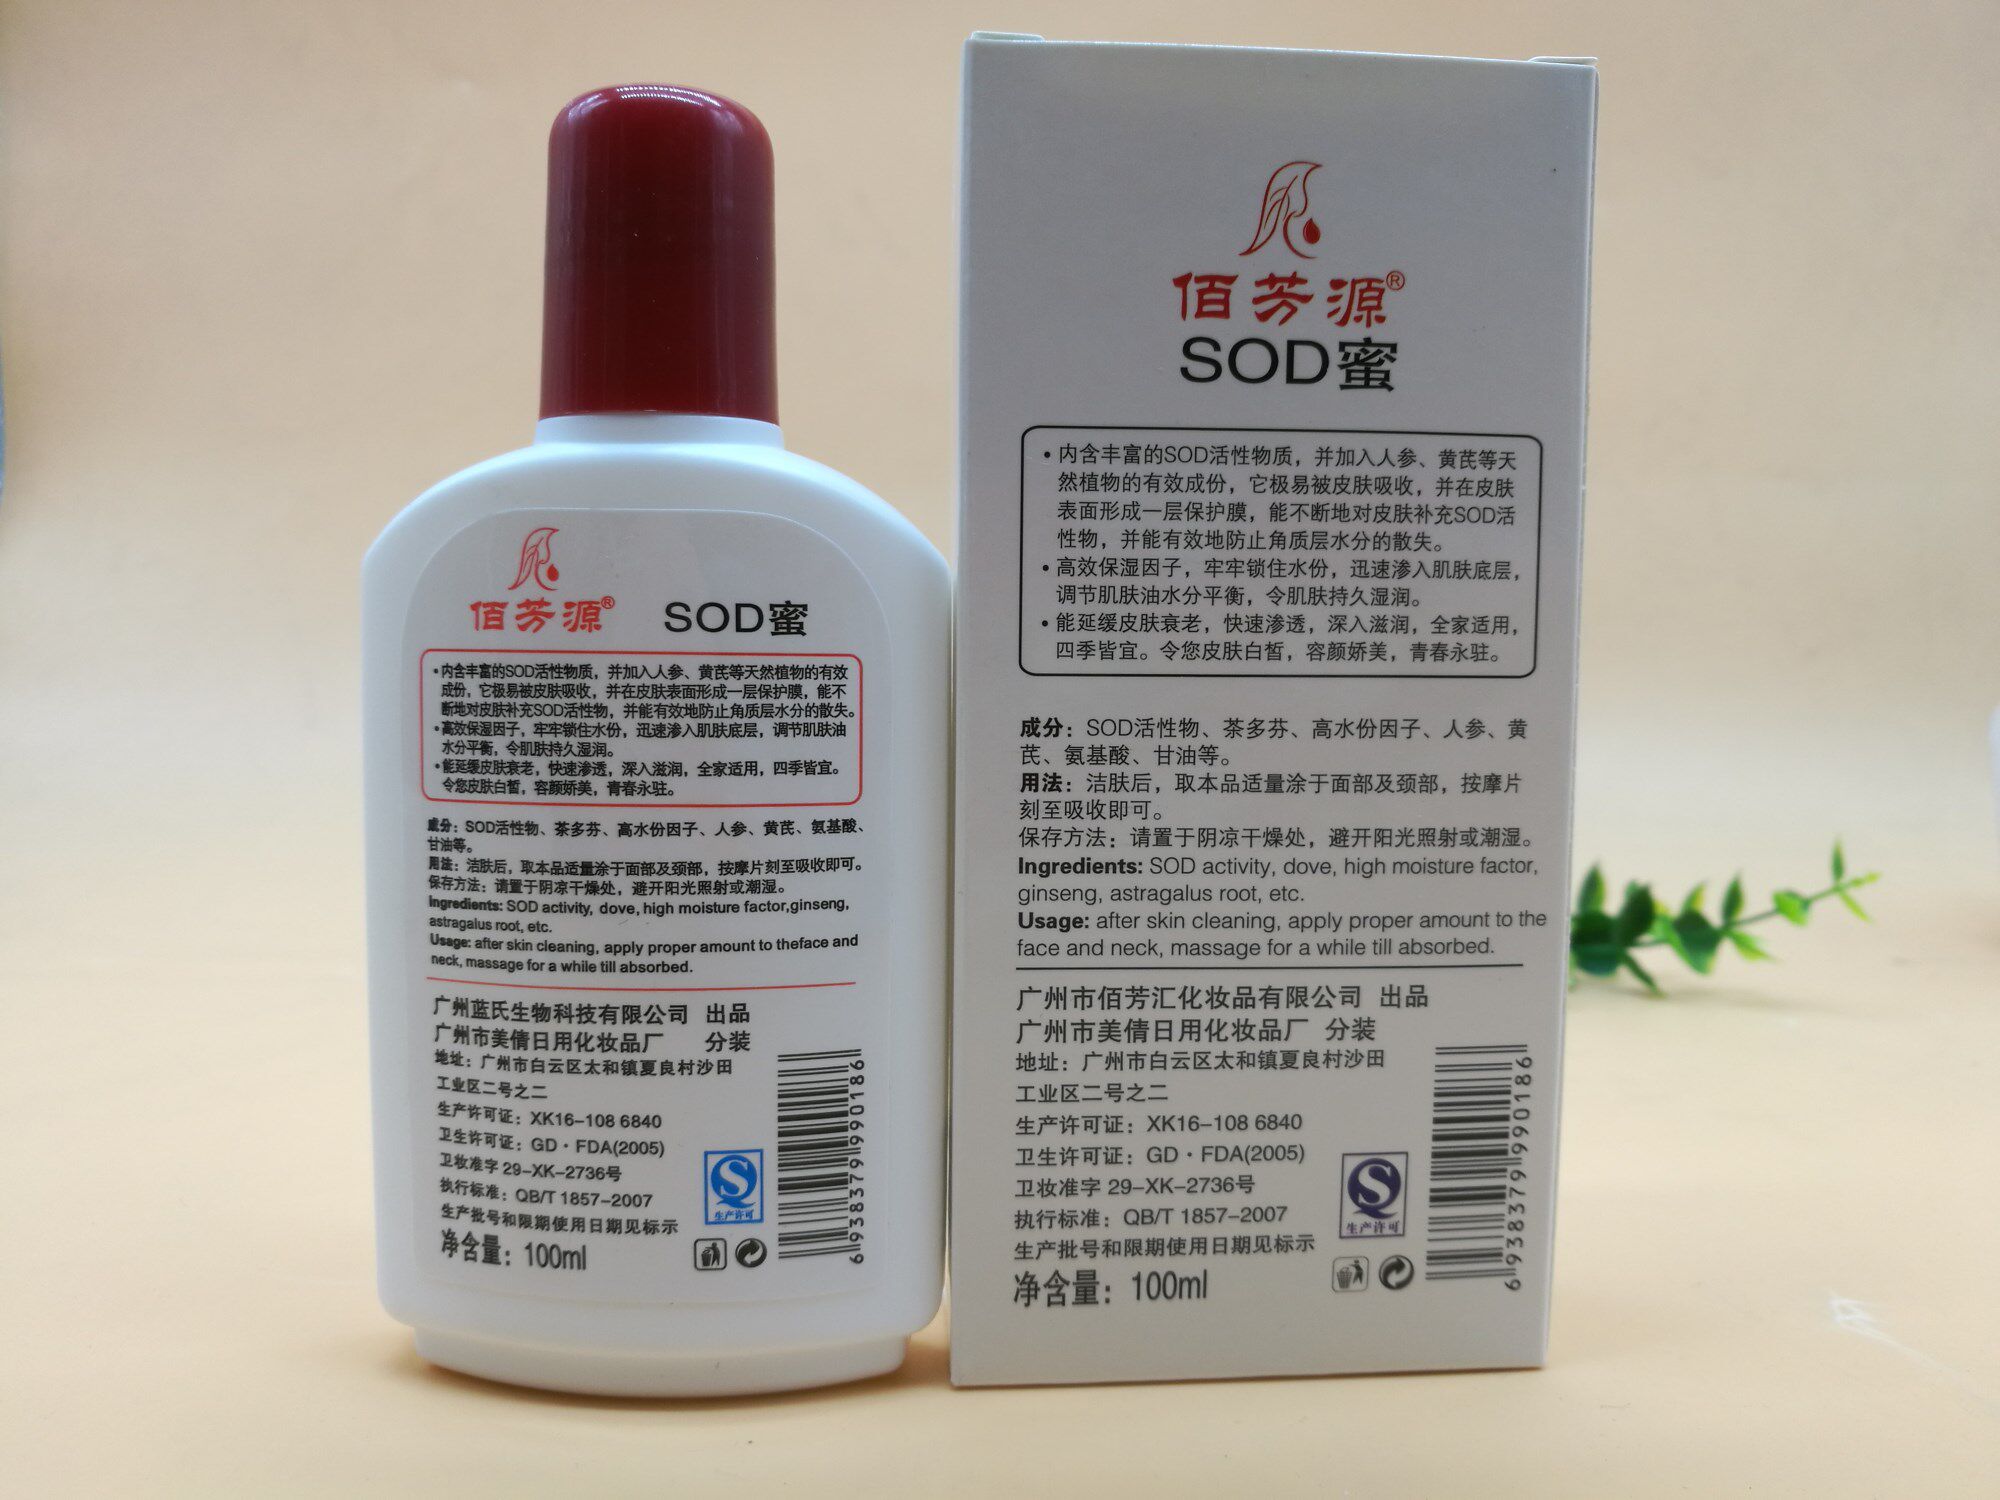 佰芳源®
SOD蜜
•内含丰富的SOD活性物质，并加入人参、黄芪等天然植物的有效
成份，它极易被皮肤吸收，并在皮肤表面形成一层保护膜，能不
断地对皮肤补充SOD活性物，并能有效地防止角质层水分的散失。
•高效保湿因子，牢牢锁住水份，迅速渗入肌肤底层，调节肌肤油
水分平衡，令肌肤持久湿润。
•能延缓皮肤衰老，快速渗透，深入滋润，全家适用，四季皆宜。
令您皮肤白皙，容颜娇美，青春永驻。
成分：SOD活性物、茶多芬、高水份因子、人参、黄芪、氨基酸、
甘油等。
用法：洁肤后，取本品适量涂于面部及颈部，按摩片刻至吸收即可。
保存方法：请置于阴凉干燥处，避开阳光照射或潮湿。
Ingredients: SOD activity, dove, high moisture factor,ginseng,
astragalus root, etc.
Usage: after skin cleaning, apply proper amount to theface and
neck, massage for a while till absorbed.
广州蓝氏生物科技有限公司 出品
广州市美倩日用化妆品厂 分装
地址：广州市白云区太和镇夏良村沙田
工业区二号之二
生产许可证：XK16-108 6840
卫生许可证：GD·FDA(2005)
卫妆准字 29-XK-2736号
执行标准：QB/T 1857-2007
生产批号和限期使用日期见标示
净含量：100ml
生产许可
6938379990186
佰芳源®
SOD蜜
•内含丰富的SOD活性物质，并加入人参、黄芪等天
然植物的有效成份，它极易被皮肤吸收，并在皮肤
表面形成一层保护膜，能不断地对皮肤补充SOD活
性物，并能有效地防止角质层水分的散失。
•高效保湿因子，牢牢锁住水份，迅速渗入肌肤底层，
调节肌肤油水分平衡，令肌肤持久湿润。
•能延缓皮肤衰老，快速渗透，深入滋润，全家适用，
四季皆宜。令您皮肤白皙，容颜娇美，青春永驻。
成分：SOD活性物、茶多芬、高水份因子、人参、黄
芪、氨基酸、甘油等。
用法：洁肤后，取本品适量涂于面部及颈部，按摩片
刻至吸收即可。
保存方法：请置于阴凉干燥处，避开阳光照射或潮湿。
Ingredients: SOD activity, dove, high moisture factor,
ginseng, astragalus root, etc.
Usage: after skin cleaning, apply proper amount to the
face and neck, massage for a while till absorbed.
广州市佰芳汇化妆品有限公司 出品
广州市美倩日用化妆品厂 分装
地址：广州市白云区太和镇夏良村沙田
工业区二号之二
生产许可证：XK16-108 6840
卫生许可证：GD·FDA(2005)
卫妆准字 29-XK-2736号
执行标准：QB/T 1857-2007
生产批号和限期使用日期见标示
净含量：100ml
生产许可
6938379990186